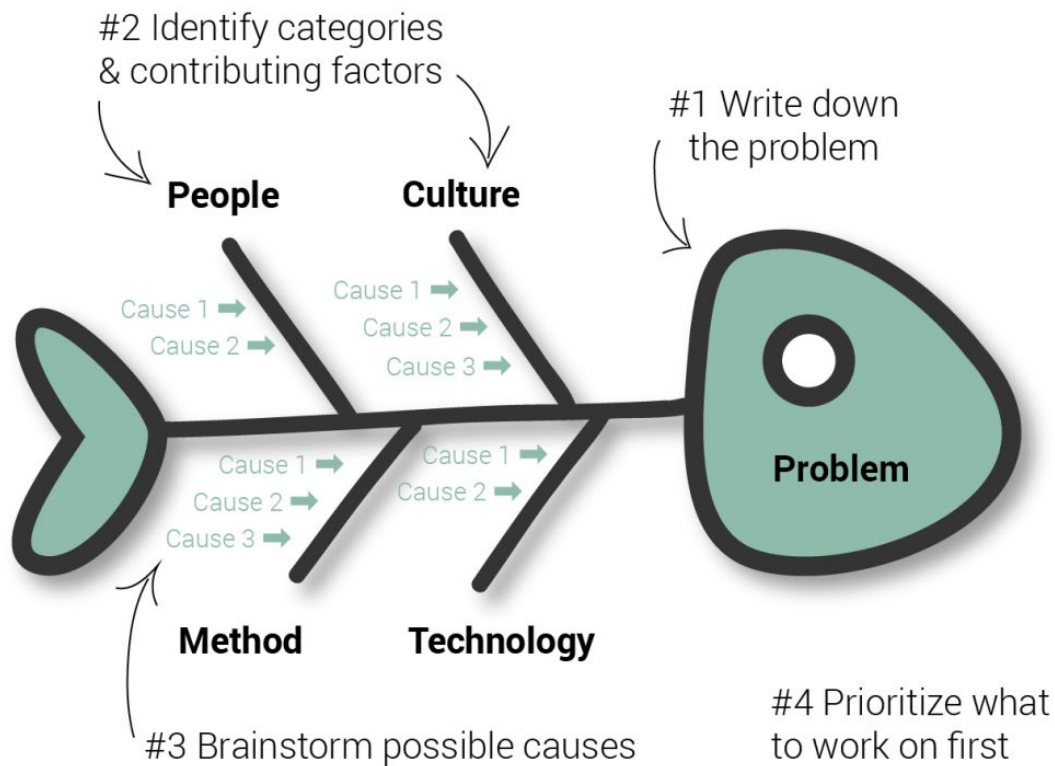 #2 Identify categories
& contributing factors
#1 Write down
the problem
People
Culture
Cause 1
Cause 2
Cause 1
Cause 2
Cause 3
Problem
Cause 1
Cause 2
Cause 3
Cause 1
Cause 2
Method
Technology
#3 Brainstorm possible causes
#4 Prioritize what
to work on first